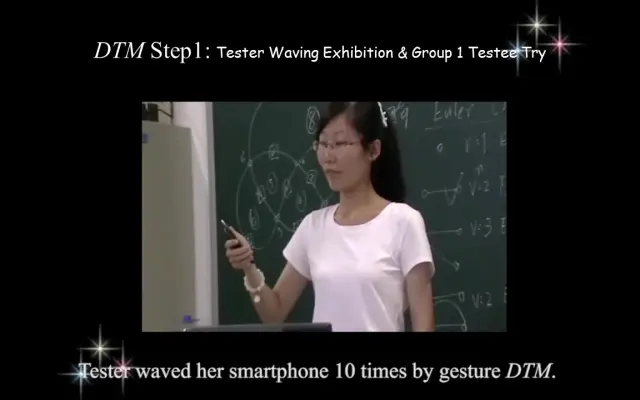 DTM Step1: Tester Waving Exhibition & Group 1 Testee Try
Euler
V=1
V=2
V=3
V=2
Tester waved her smartphone 10 times by gesture DTM.